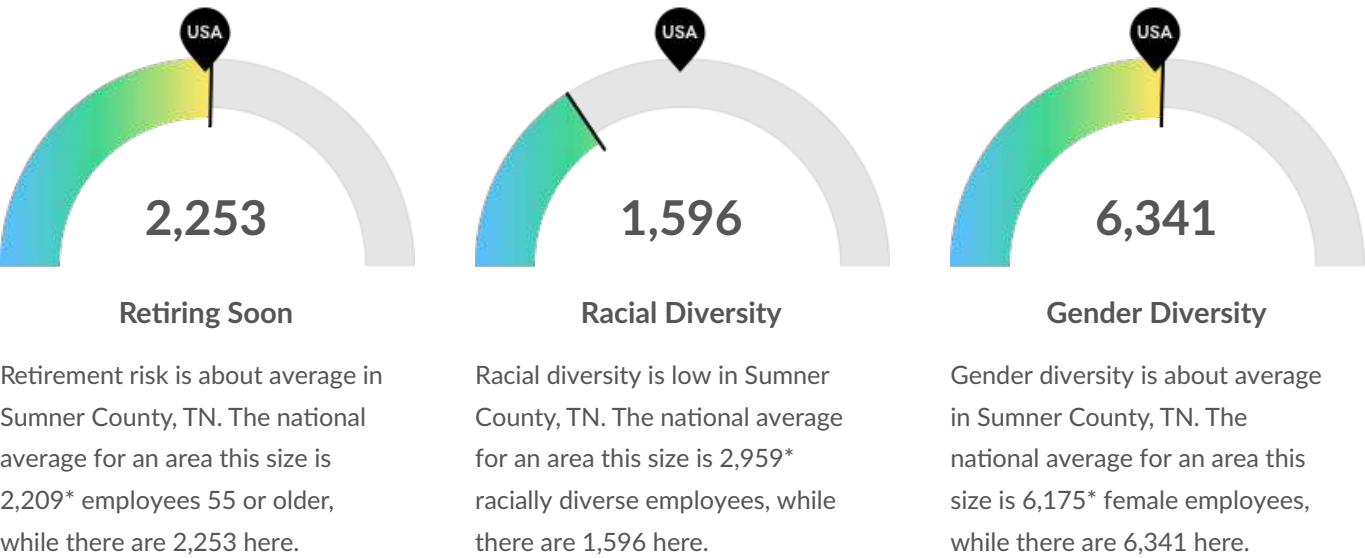 USA
2,253
Retiring Soon
Retirement risk is about average in
Sumner County, TN. The national
average for an area this size is
2,209* employees 55 or older,
while there are 2,253 here.
USA
1,596
Racial Diversity
Racial diversity is low in Sumner
County, TN. The national average
for an area this size is 2,959*
racially diverse employees, while
there are 1,596 here.
USA
6,341
Gender Diversity
Gender diversity is about average
in Sumner County, TN. The
national average for an area this
size is 6,175* female employees,
while there are 6,341 here.